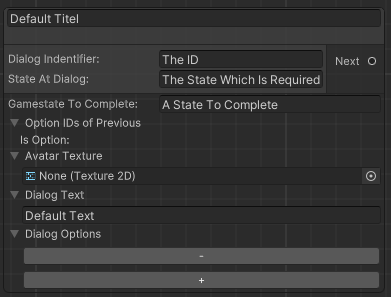 Default Titel
Dialog Indentifier: The ID
Next
State At Dialog: The State Which Is Required
Gamestate To Complete: A State To Complete
Option IDs of Previous
Is Option:
Avatar Texture
None (Texture 2D)
Dialog Text
Default Text
Dialog Options
-
+